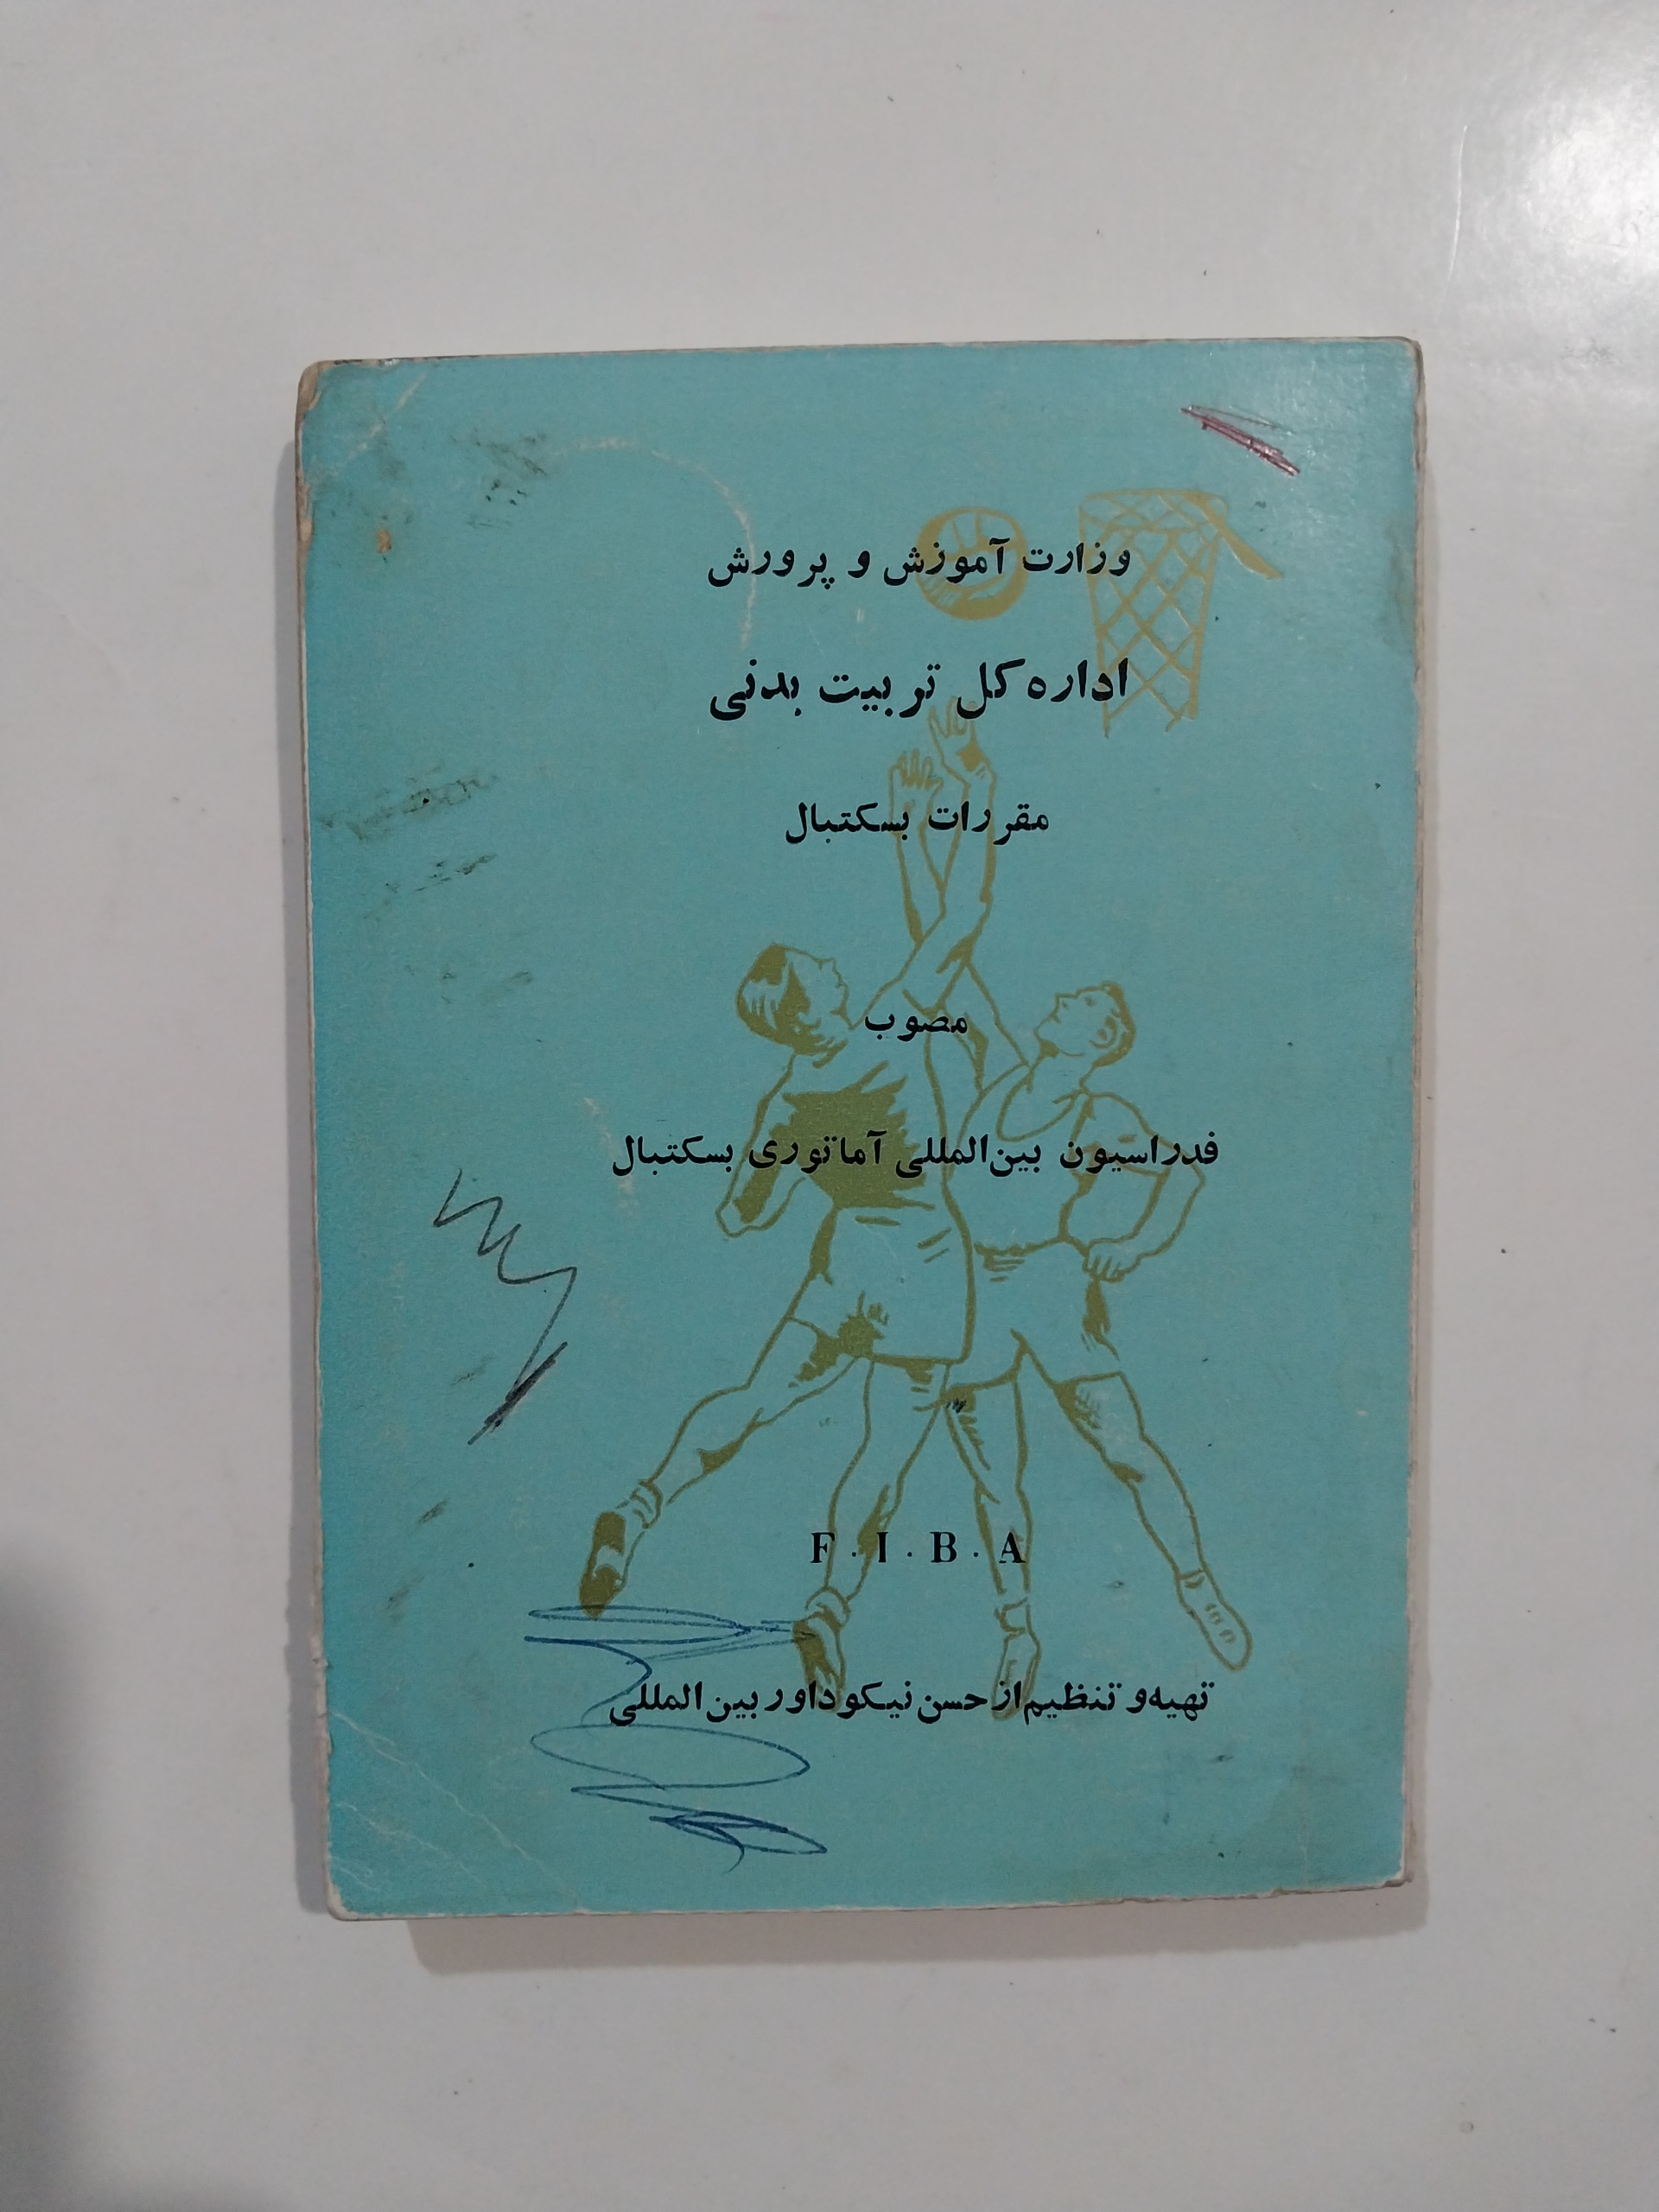 وزارت آموزش و پرورش
اداره کل تربیت بدنی
مقررات بسکتبال
مصوب
فدراسیون بین‌المللی آماتوری بسکتبال
F . I . B . A
تهیه و تنظیم از حسن نیکو داور بین‌المللی